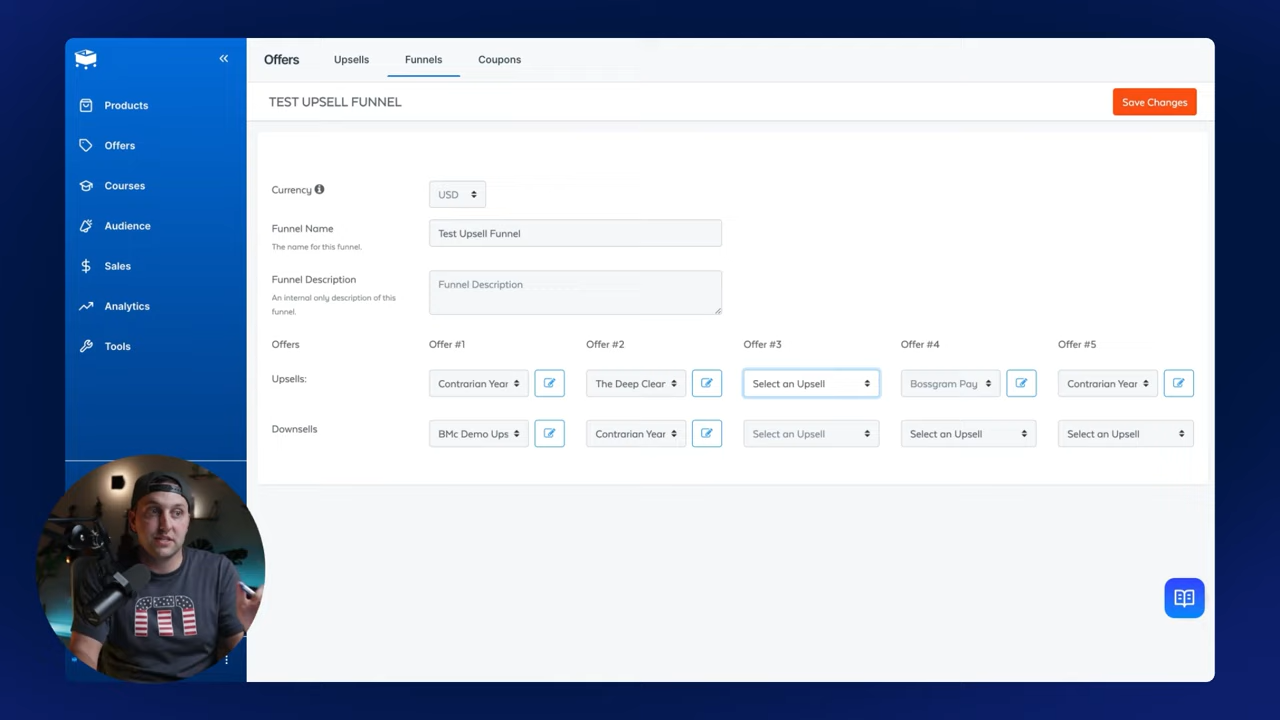 Products
Offers
Courses
Audience
Sales
Analytics
Tools
Offers Upsells Funnels Coupons
TEST UPSELL FUNNEL
Save Changes
Currency
USD
Funnel Name
The name for this funnel.
Test Upsell Funnel
Funnel Description
An internal only description of this
funnel.
Funnel Description
Offers Offer #1 Offer #2 Offer #3 Offer #4 Offer #5
Upsells: Contrarian Year The Deep Clear Select an Upsell Bossgram Pay Contrarian Year
Downsells BMc Demo Ups Contrarian Year Select an Upsell Select an Upsell Select an Upsell